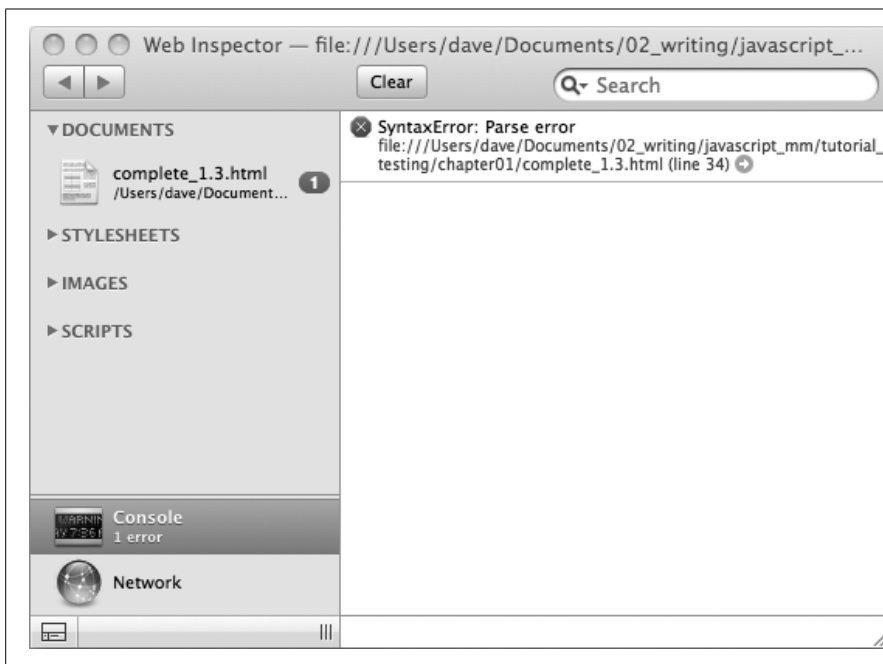 Web Inspector — file:///Users/dave/Documents/02_writing/javascript_...
Clear
Search
DOCUMENTS
complete_1.3.html
/Users/dave/Document...
1
STYLESHEETS
IMAGES
SCRIPTS
SyntaxError: Parse error
file:///Users/dave/Documents/02_writing/javascript_mm/tutorial_
testing/chapter01/complete_1.3.html (line 34)
Console
1 error
Network